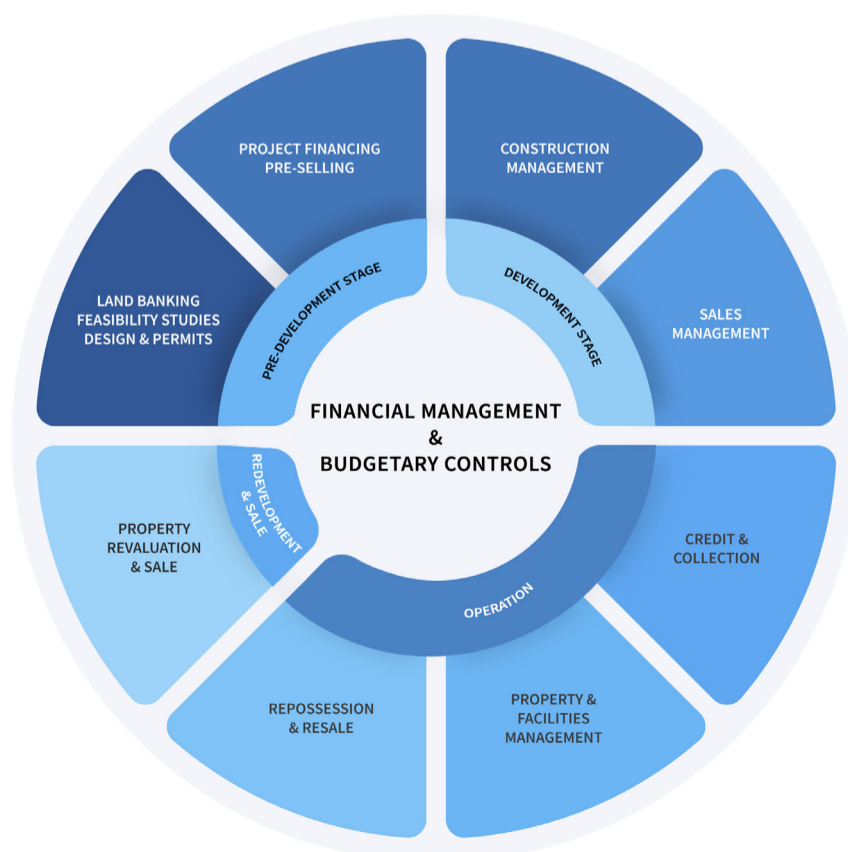 PROJECT FINANCING
PRE-SELLING
CONSTRUCTION
MANAGEMENT
LAND BANKING
FEASIBILITY STUDIES
DESIGN & PERMITS
PRE-DEVELOPMENT STAGE
DEVELOPMENT STAGE
SALES
MANAGEMENT
FINANCIAL MANAGEMENT
&
BUDGETARY CONTROLS
PROPERTY
REVALUATION
& SALE
REDEVELOPMENT
& SALE
OPERATION
CREDIT &
COLLECTION
REPOSSESSION
& RESALE
PROPERTY &
FACILITIES
MANAGEMENT